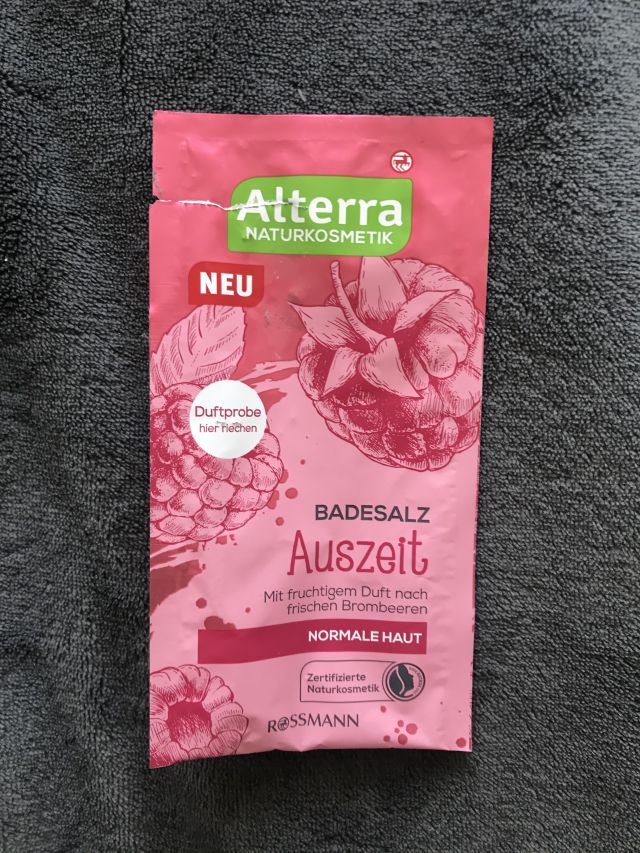 Alterra
NATURKOSMETIK
NEU
Duftprobe
hier riechen
BADESALZ
Auszeit
Mit fruchtigem Duft nach
frischen Brombeeren
NORMALE HAUT
Zertifizierte
Naturkosmetik
ROSSMANN